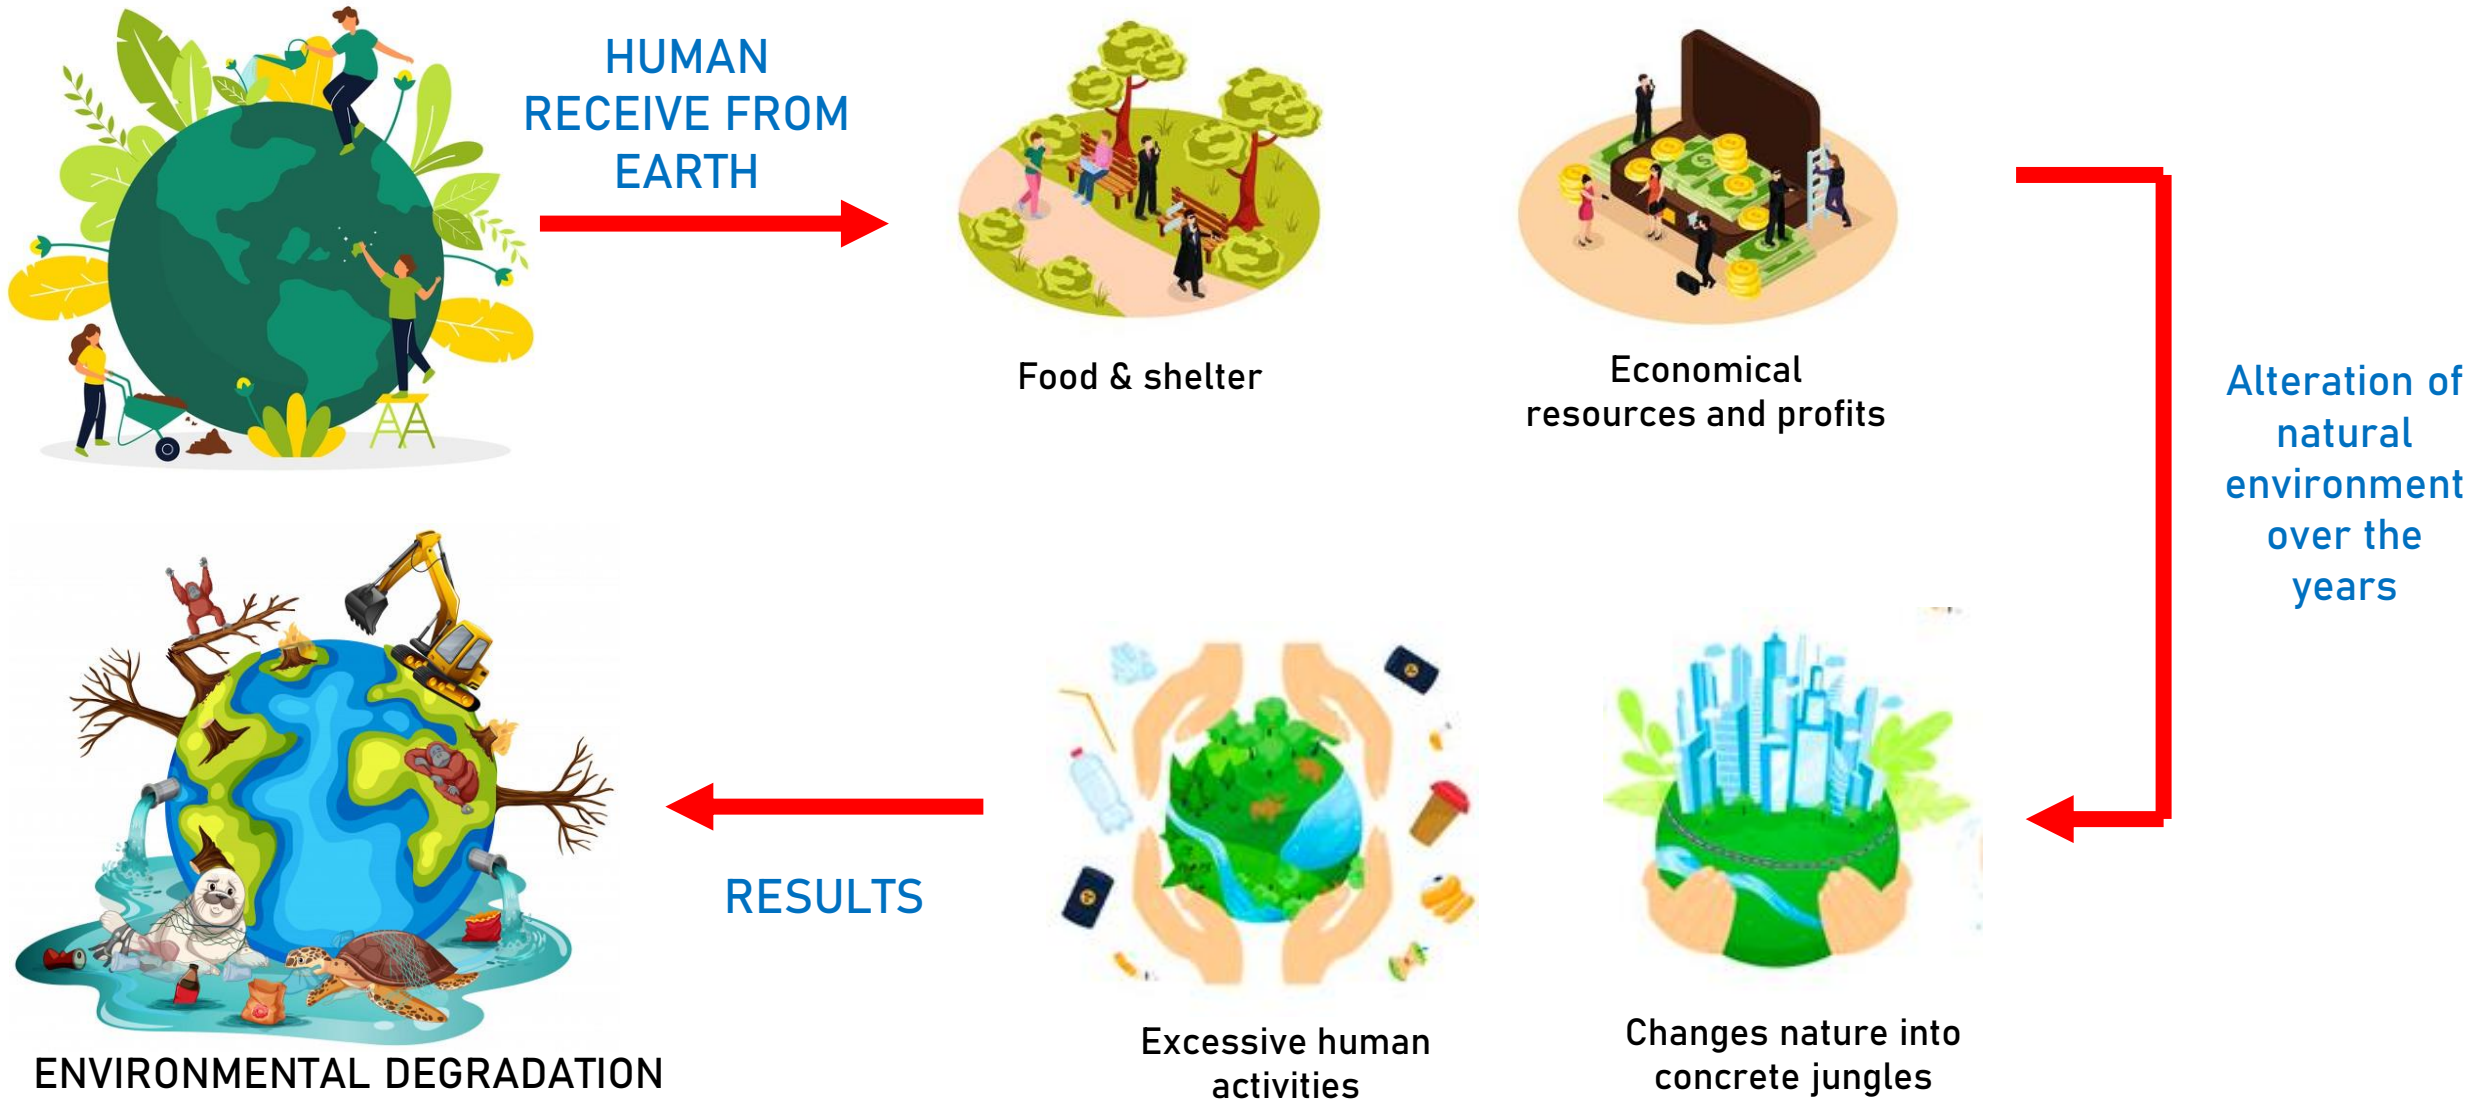 HUMAN
RECEIVE FROM
EARTH
Food & shelter
Economical
resources and profits
Alteration of
natural
environment
over the
years
Changes nature into
concrete jungles
Excessive human
activities
RESULTS
ENVIRONMENTAL DEGRADATION